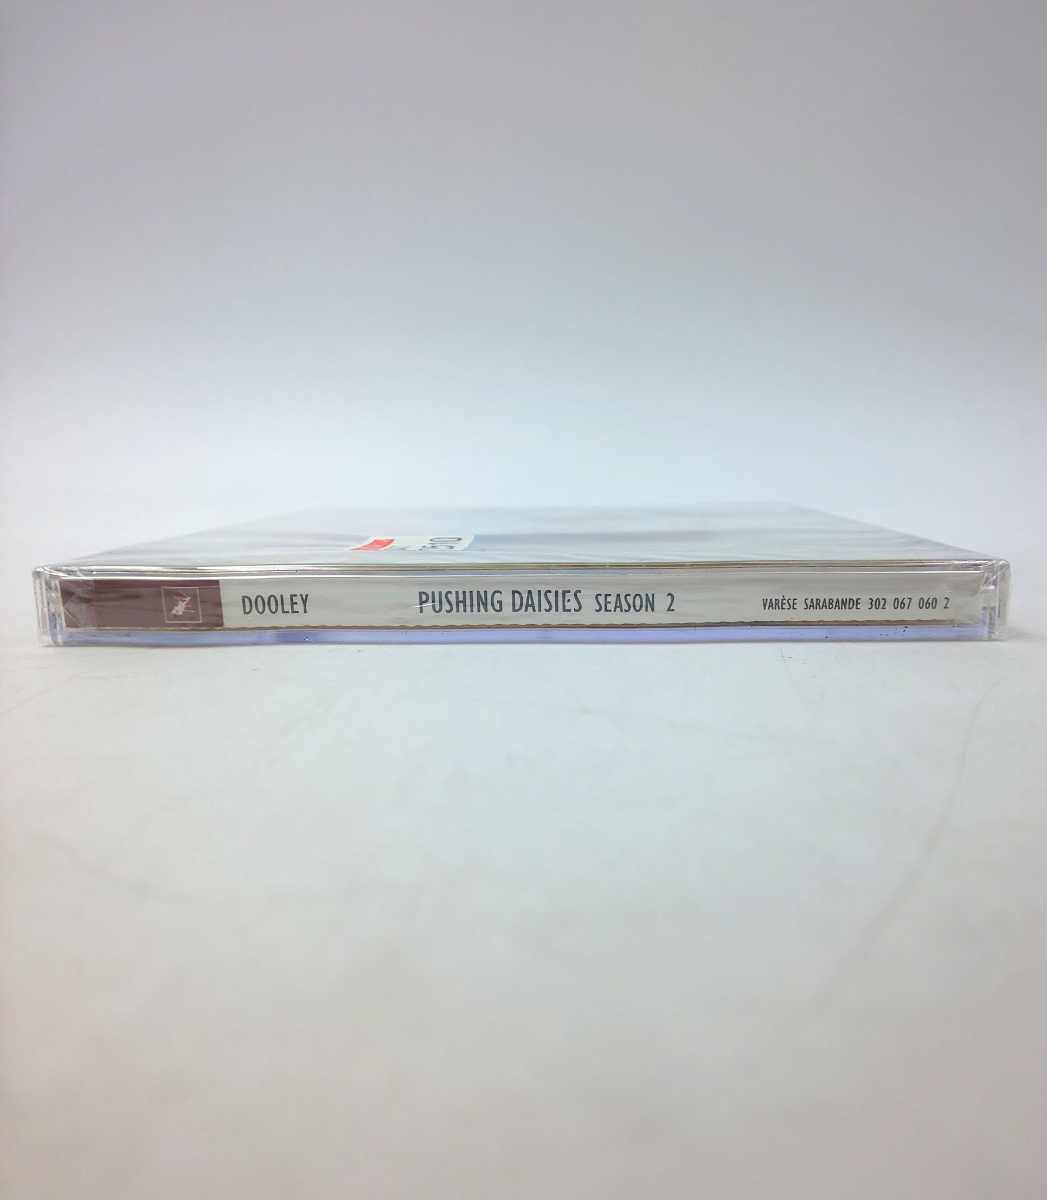 DOOLEY PUSHING DAISIES SEASON 2 VARÈSE SARABANDE 302 067 060 2